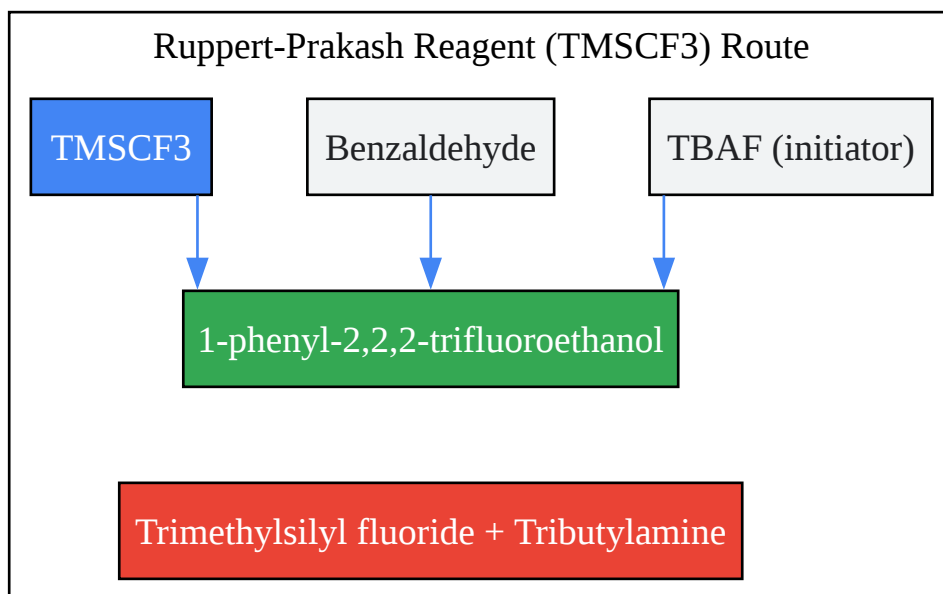 Ruppert-Prakash Reagent (TMSCF3) Route
TMSCF3
Benzaldehyde
TBAF (initiator)
1-phenyl-2,2,2-trifluoroethanol
Trimethylsilyl fluoride + Tributylamine